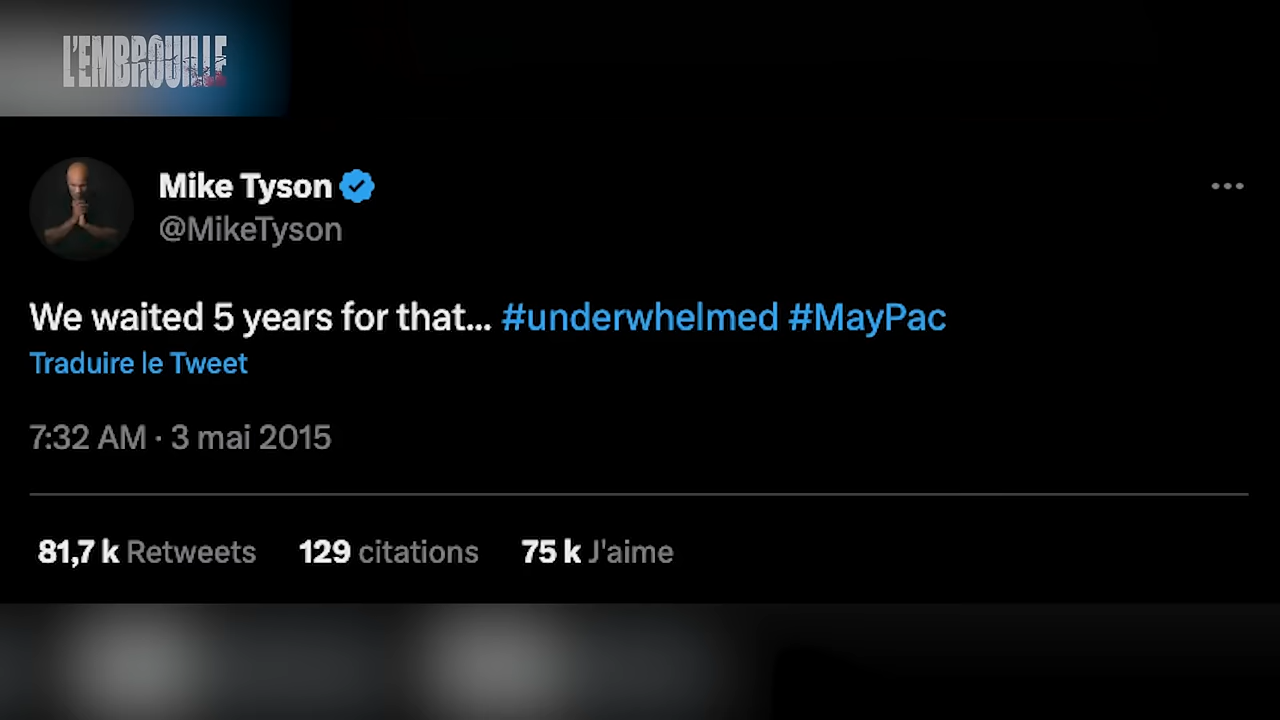 L'EMBROUILLE
Mike Tyson
@MikeTyson
We waited 5 years for that... #underwhelmed #MayPac
Traduire le Tweet
7:32 AM · 3 mai 2015
81,7 k Retweets 129 citations 75 k J'aime